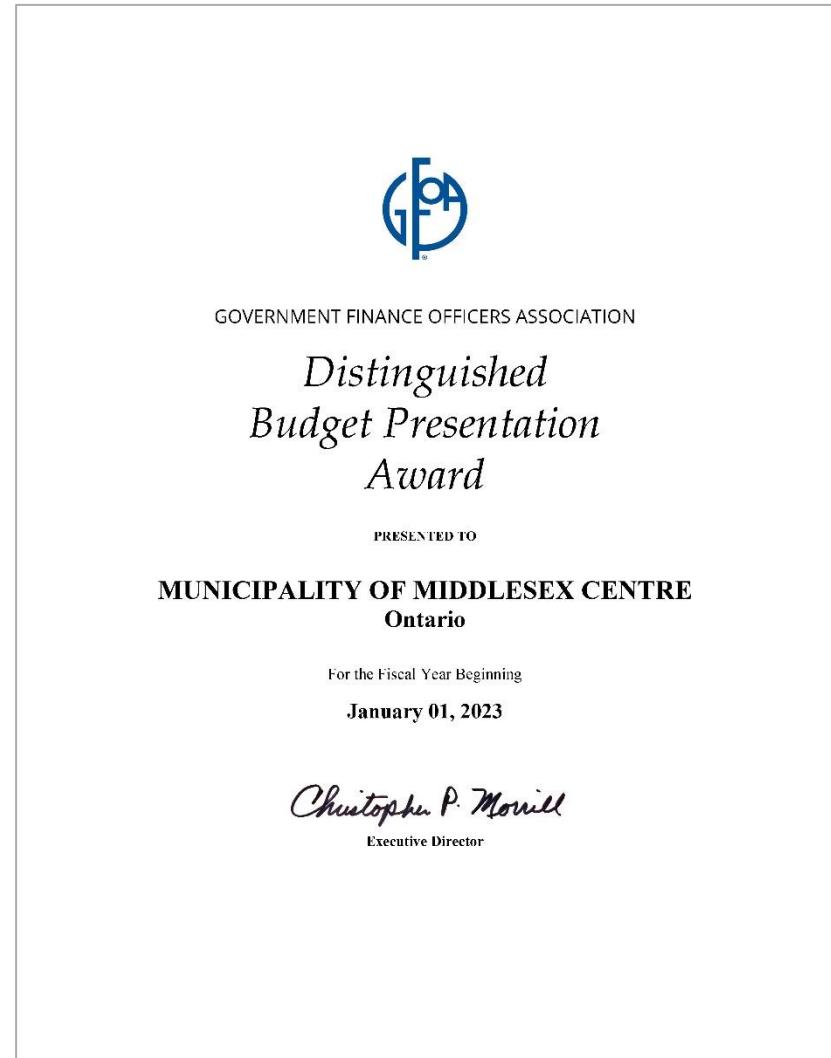 GFOA
GOVERNMENT FINANCE OFFICERS ASSOCIATION
Distinguished
Budget Presentation
Award
PRESENTED TO
MUNICIPALITY OF MIDDLESEX CENTRE
Ontario
For the Fiscal Year Beginning
January 01, 2023
Christopher P. Morrill
Executive Director